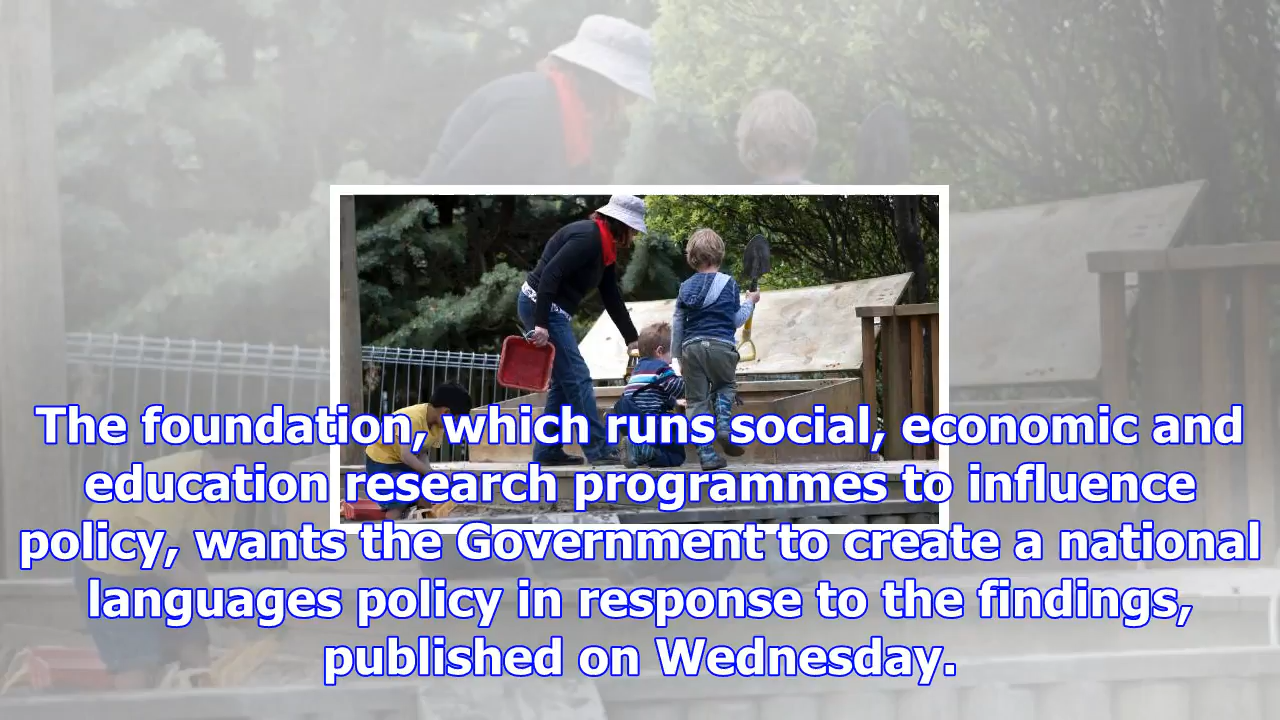 The foundation, which runs social, economic and
education research programmes to influence
policy, wants the Government to create a national
languages policy in response to the findings,
published on Wednesday.